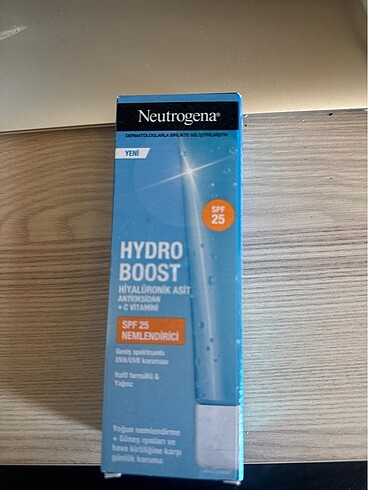 Neutrogena®
DERMATOLOGLARLA BİRLİKTE GELİŞTİRİLMİŞTİR
YENİ
SPF
25
HYDRO
BOOST
HİYALÜRONİK ASİT
ANTİOKSİDAN
+ C VİTAMİNİ
SPF 25
NEMLENDİRİCİ
Geniş spektrumlu
UVA/UVB koruması
Hafif formüllü &
Yağsız
Yoğun nemlendirme
+ Güneş ışınları ve
hava kirliliğine karşı
günlük koruma